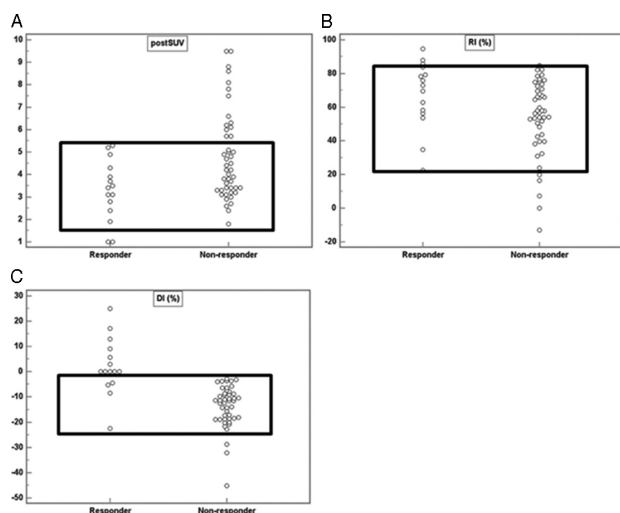 A
postSUV
10
9
8
7
6
5
4
3
2
1
Responder Non-responder
B
RI (%)
100
80
60
40
20
0
-20
Responder Non-responder
C
DI (%)
30
20
10
0
-10
-20
-30
-40
-50
Responder Non-responder